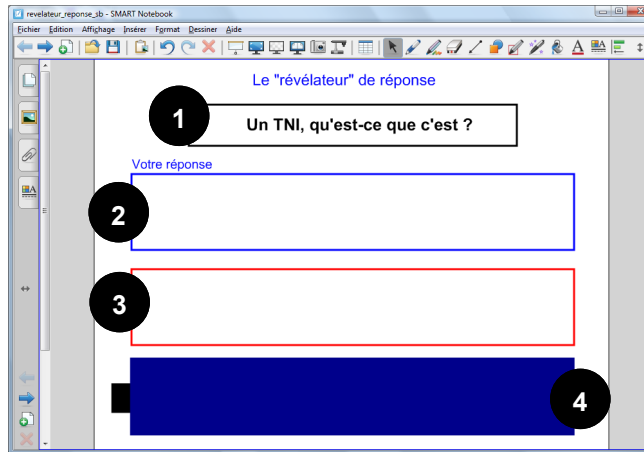 revelateur_reponse_sb - SMART Notebook
Fichier Edition Affichage Insérer Format Dessiner Aide
Le "révélateur" de réponse
1
Un TNI, qu'est-ce que c'est ?
Votre réponse
2
3
4